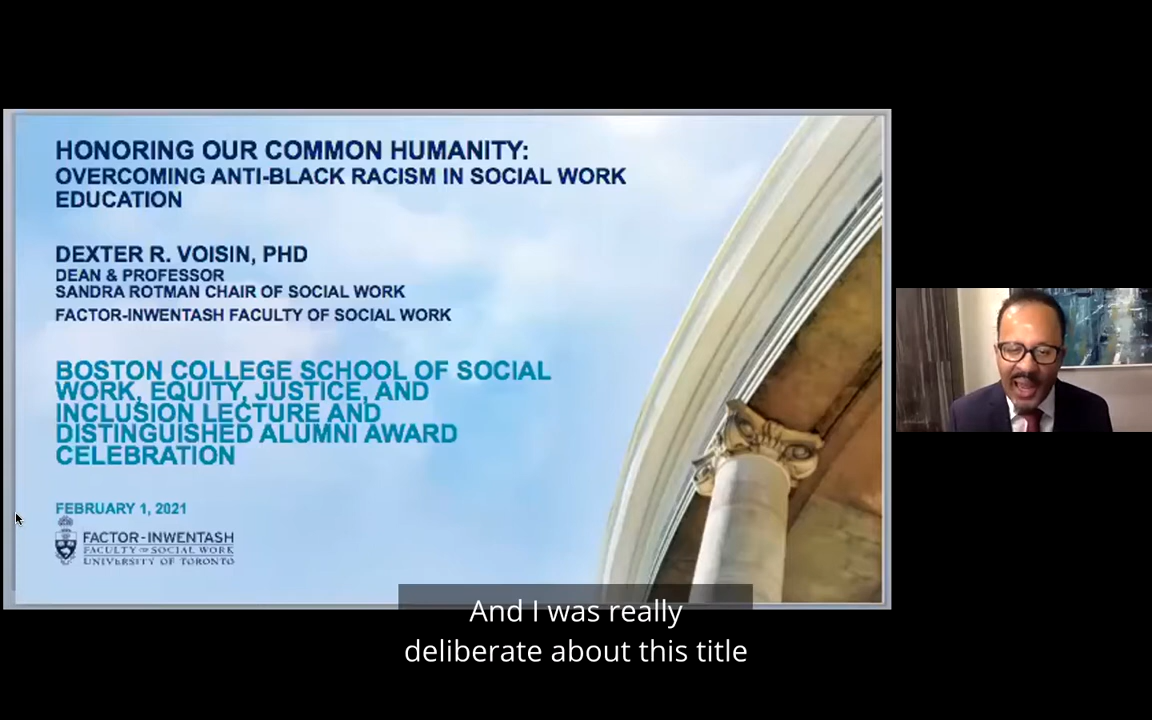 HONORING OUR COMMON HUMANITY:
OVERCOMING ANTI-BLACK RACISM IN SOCIAL WORK
EDUCATION
DEXTER R. VOISIN, PHD
DEAN & PROFESSOR
SANDRA ROTMAN CHAIR OF SOCIAL WORK
FACTOR-INWENTASH FACULTY OF SOCIAL WORK
BOSTON COLLEGE SCHOOL OF SOCIAL
WORK, EQUITY, JUSTICE, AND
INCLUSION LECTURE AND
DISTINGUISHED ALUMNI AWARD
CELEBRATION
FEBRUARY 1, 2021
FACTOR-INWENTASH
FACULTY OF SOCIAL WORK
UNIVERSITY OF TORONTO
And I was really
deliberate about this title